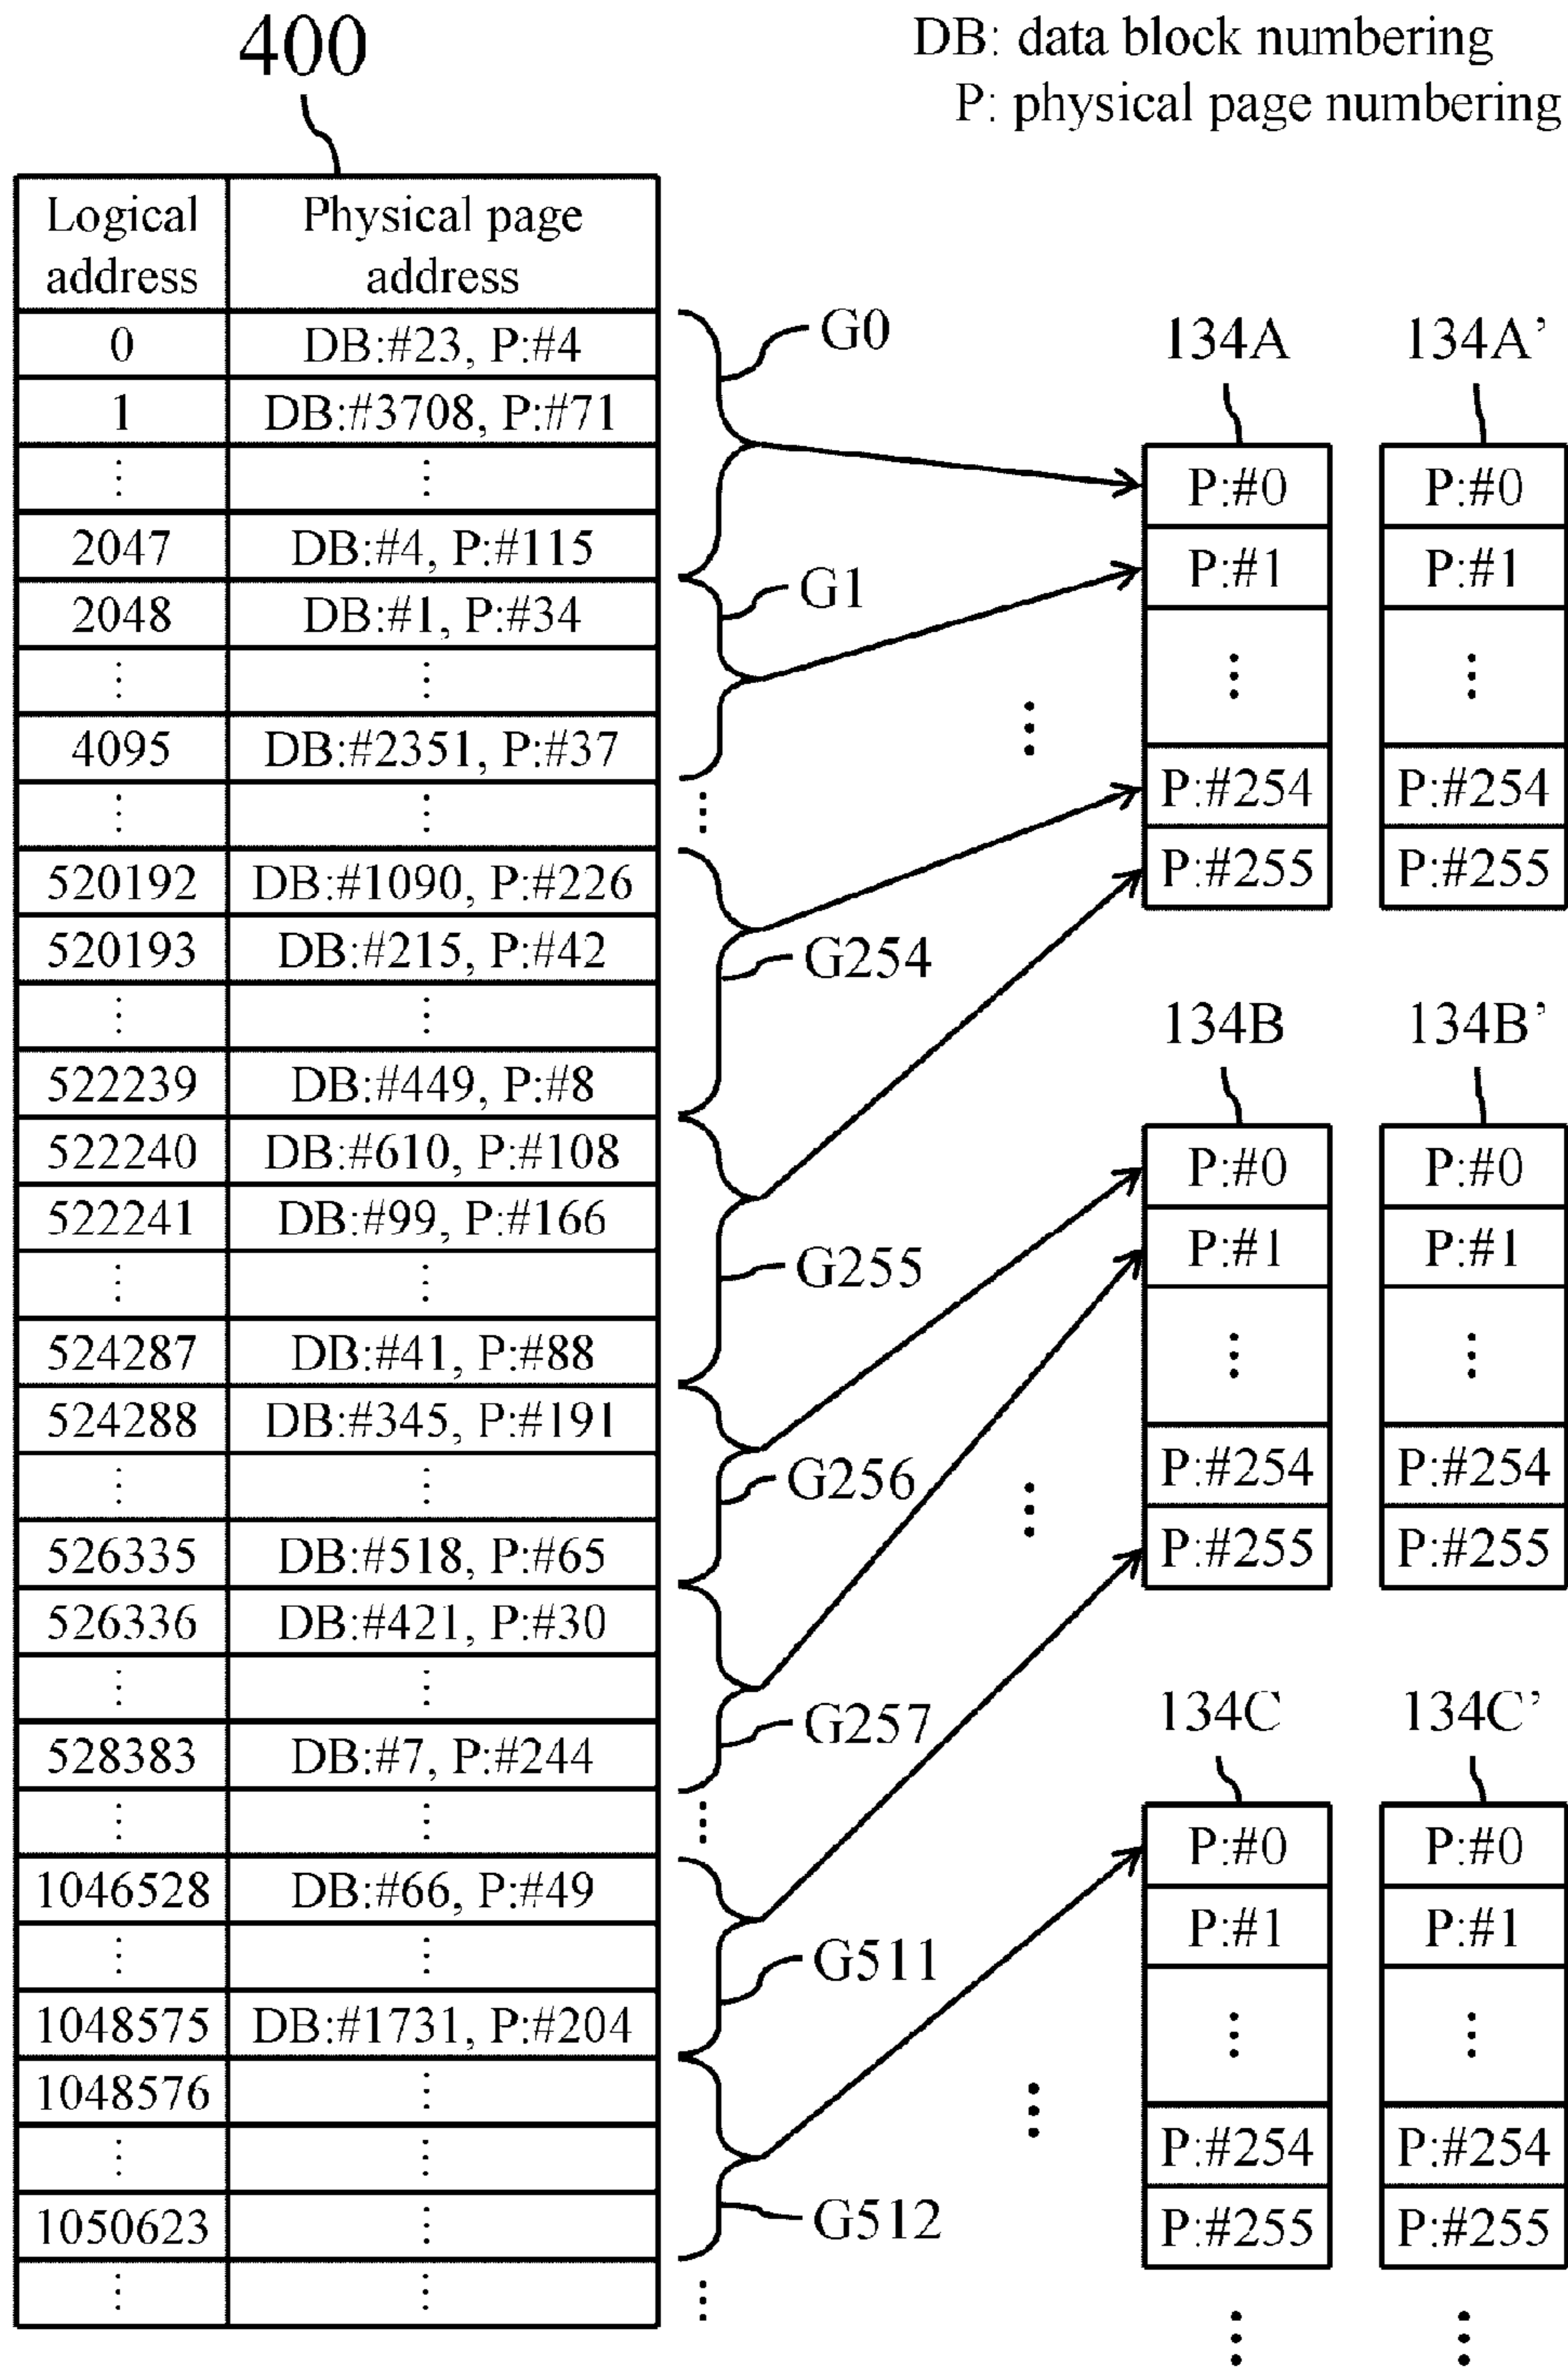 400
DB: data block numbering
P: physical page numbering
Logical address Physical page address
0 DB:#23, P:#4
1 DB:#3708, P:#71
⋮ ⋮
2047 DB:#4, P:#115
2048 DB:#1, P:#34
⋮ ⋮
4095 DB:#2351, P:#37
⋮ ⋮
520192 DB:#1090, P:#226
520193 DB:#215, P:#42
⋮ ⋮
522239 DB:#449, P:#8
522240 DB:#610, P:#108
522241 DB:#99, P:#166
⋮ ⋮
524287 DB:#41, P:#88
524288 DB:#345, P:#191
⋮ ⋮
526335 DB:#518, P:#65
526336 DB:#421, P:#30
⋮ ⋮
528383 DB:#7, P:#244
⋮ ⋮
1046528 DB:#66, P:#49
⋮ ⋮
1048575 DB:#1731, P:#204
1048576 ⋮
⋮ ⋮
1050623 ⋮
⋮ ⋮
G0
G1
⋮
G254
G255
G256
G257
⋮
G511
G512
⋮
134A 134A’
P:#0 P:#0
P:#1 P:#1
⋮ ⋮
P:#254 P:#254
P:#255 P:#255
134B 134B’
P:#0 P:#0
P:#1 P:#1
⋮ ⋮
P:#254 P:#254
P:#255 P:#255
134C 134C’
P:#0 P:#0
P:#1 P:#1
⋮ ⋮
P:#254 P:#254
P:#255 P:#255
⋮ ⋮